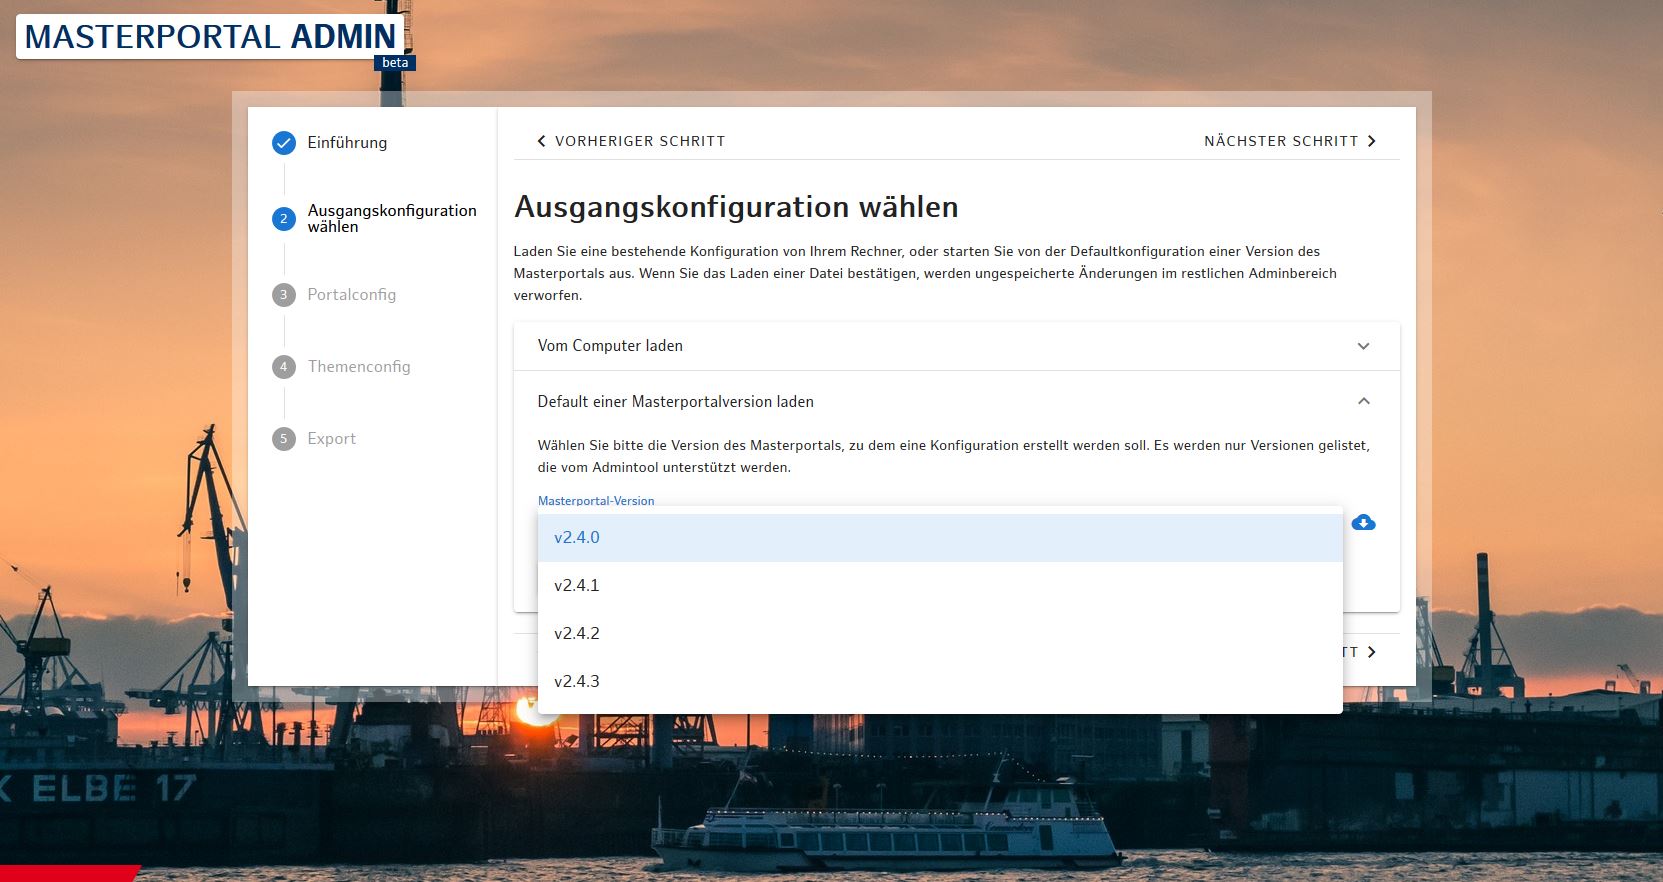 MASTERPORTAL ADMIN
beta
Einführung
2
Ausgangskonfiguration
wählen
3
Portalconfig
4
Themenconfig
5
Export
VORHERIGER SCHRITT
NÄCHSTER SCHRITT
Ausgangskonfiguration wählen
Laden Sie eine bestehende Konfiguration von Ihrem Rechner, oder starten Sie von der Defaultkonfiguration einer Version des
Masterportals aus. Wenn Sie das Laden einer Datei bestätigen, werden ungespeicherte Änderungen im restlichen Adminbereich
verworfen.
Vom Computer laden
Default einer Masterportalversion laden
Wählen Sie bitte die Version des Masterportals, zu dem eine Konfiguration erstellt werden soll. Es werden nur Versionen gelistet,
die vom Admintool unterstützt werden.
Masterportal-Version
v2.4.0
v2.4.1
v2.4.2
v2.4.3
TT
K ELBE 17